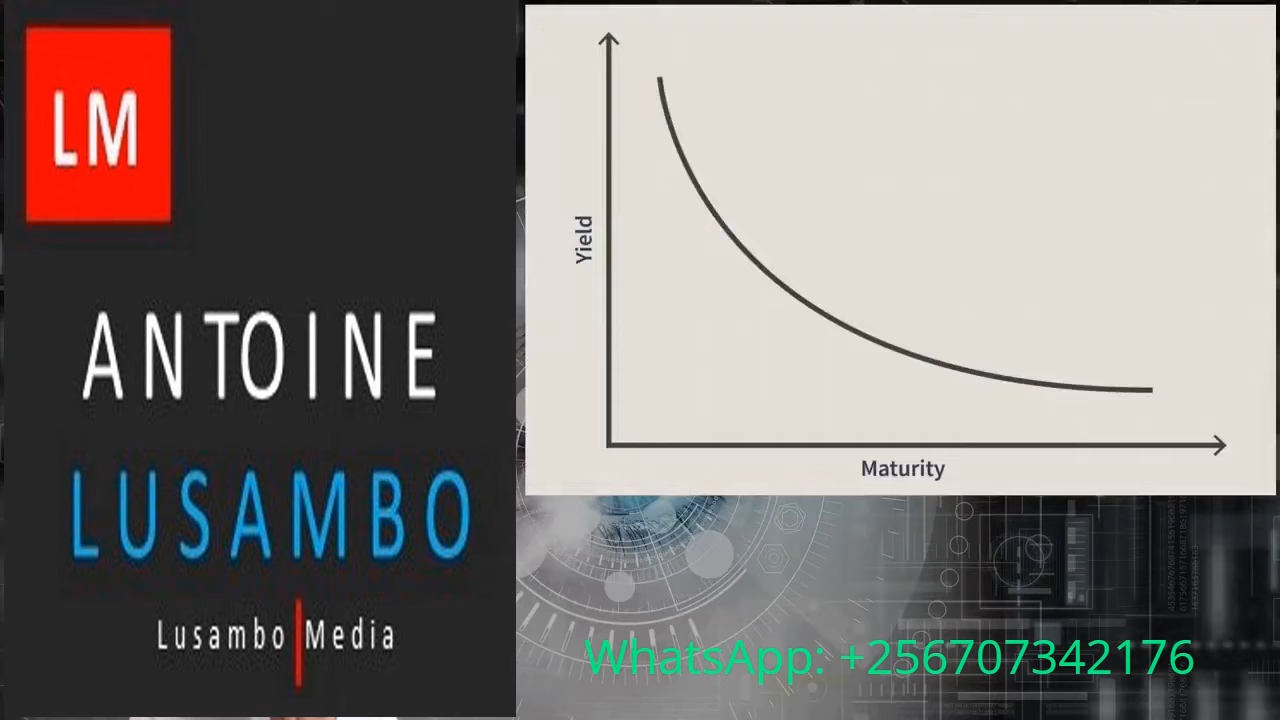 LM
ANTOINE
LUSAMBO
Lusambo Media
Yield
Maturity
WhatsApp: +256707342176